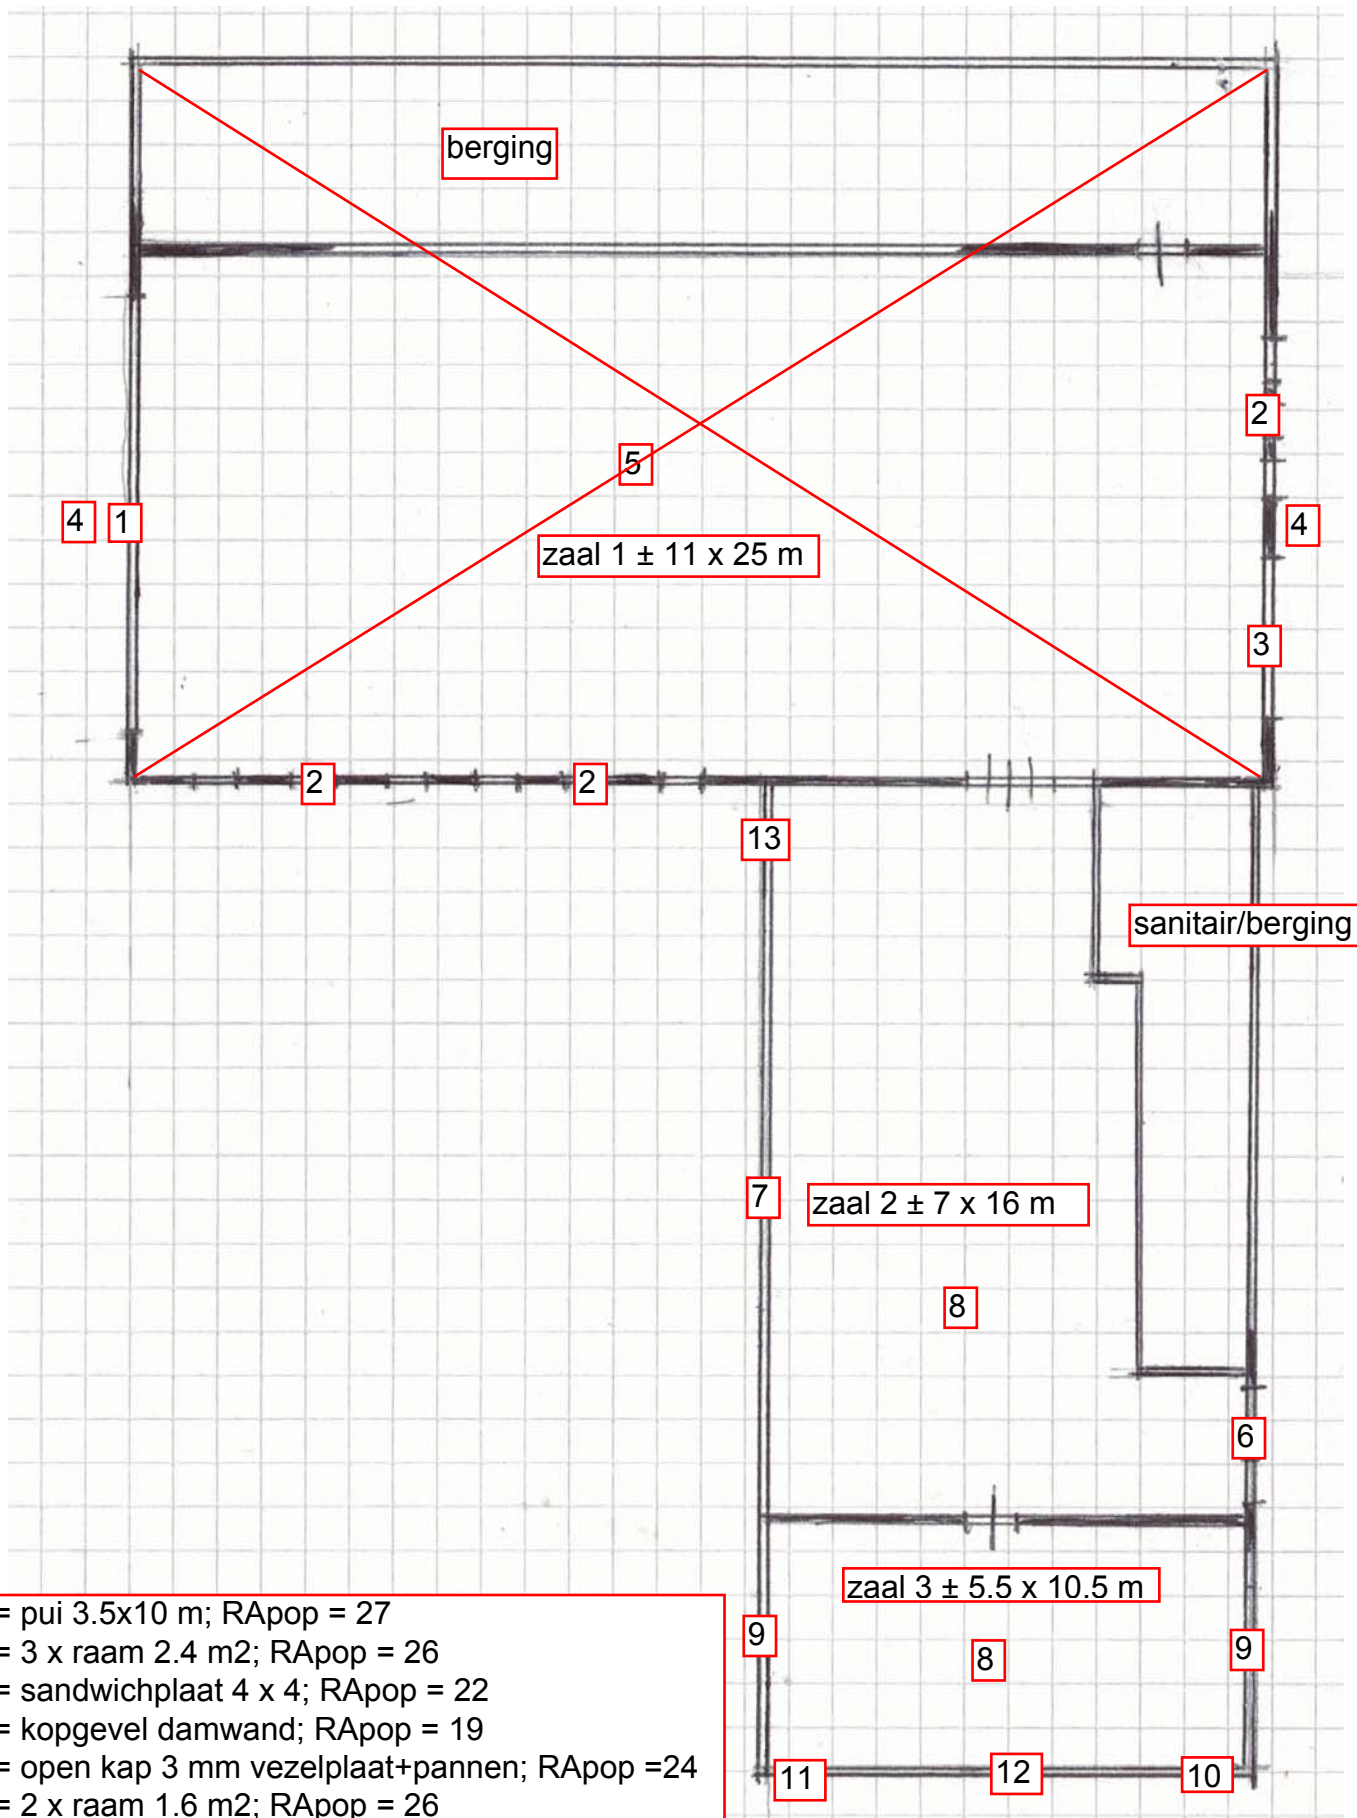 berging
2
5
4 1
4
zaal 1 ± 11 x 25 m
3
2 2
13
sanitair/berging
7
zaal 2 ± 7 x 16 m
8
6
zaal 3 ± 5.5 x 10.5 m
9
8
9
11
12
10
= pui 3.5x10 m; RApop = 27
= 3 x raam 2.4 m2; RApop = 26
= sandwichplaat 4 x 4; RApop = 22
= kopgevel damwand; RApop = 19
= open kap 3 mm vezelplaat+pannen; RApop =24
= 2 x raam 1.6 m2; RApop = 26